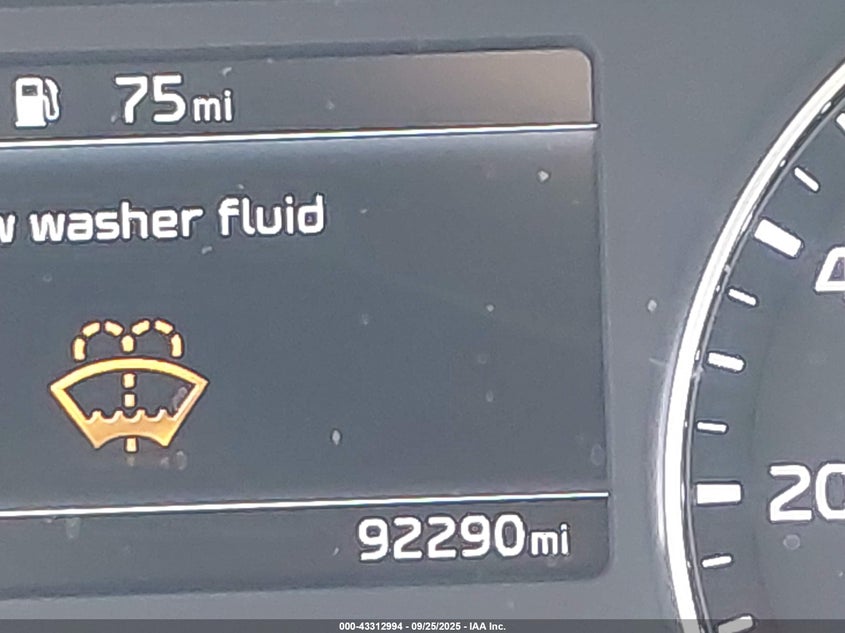 75mi
w washer fluid
92290mi
20
000-43312994 - 09/25/2025 - IAA Inc.